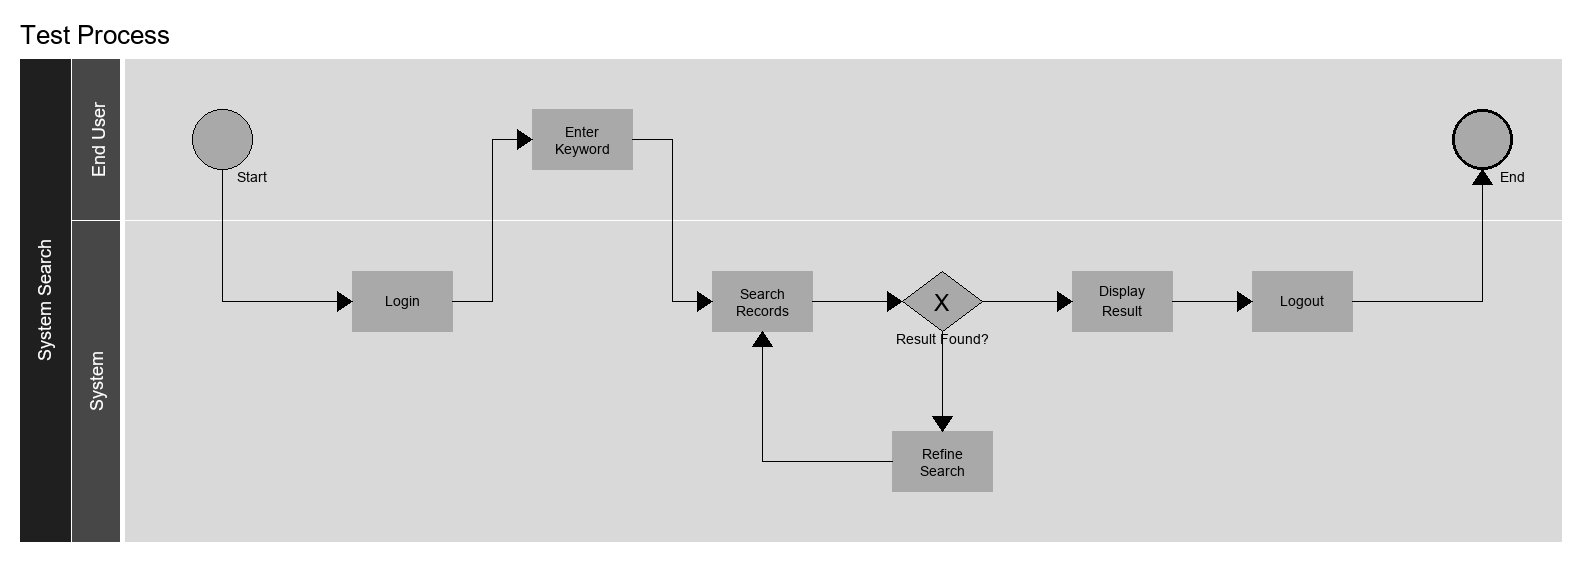 Test Process
System Search
End User
System
Start
Enter
Keyword
End
Login
Search
Records
X
Result Found?
Display
Result
Logout
Refine
Search